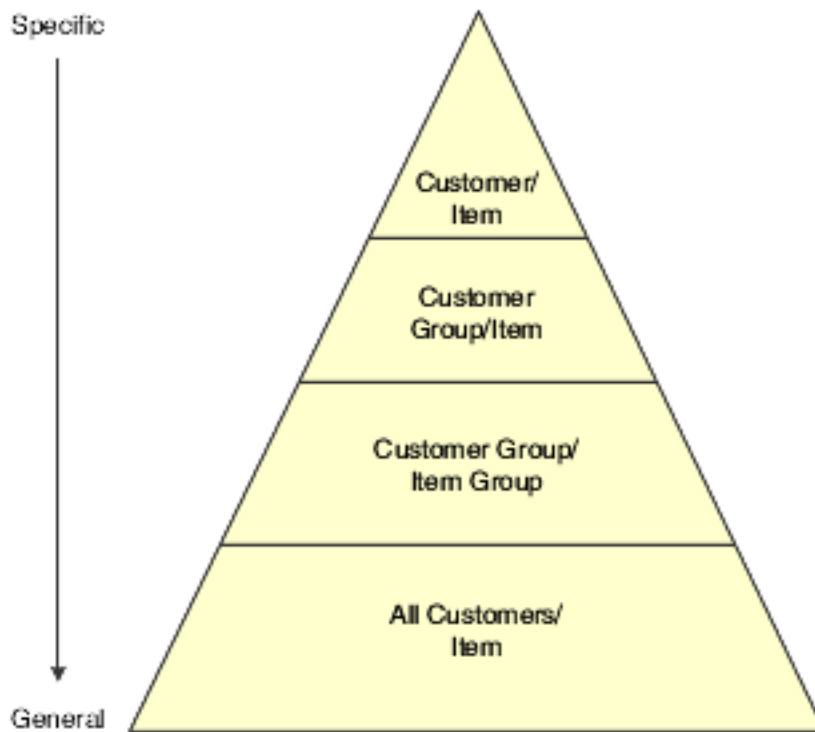 Specific
Customer/
Item
Customer
Group/Item
Customer Group/
Item Group
All Customers/
Item
General